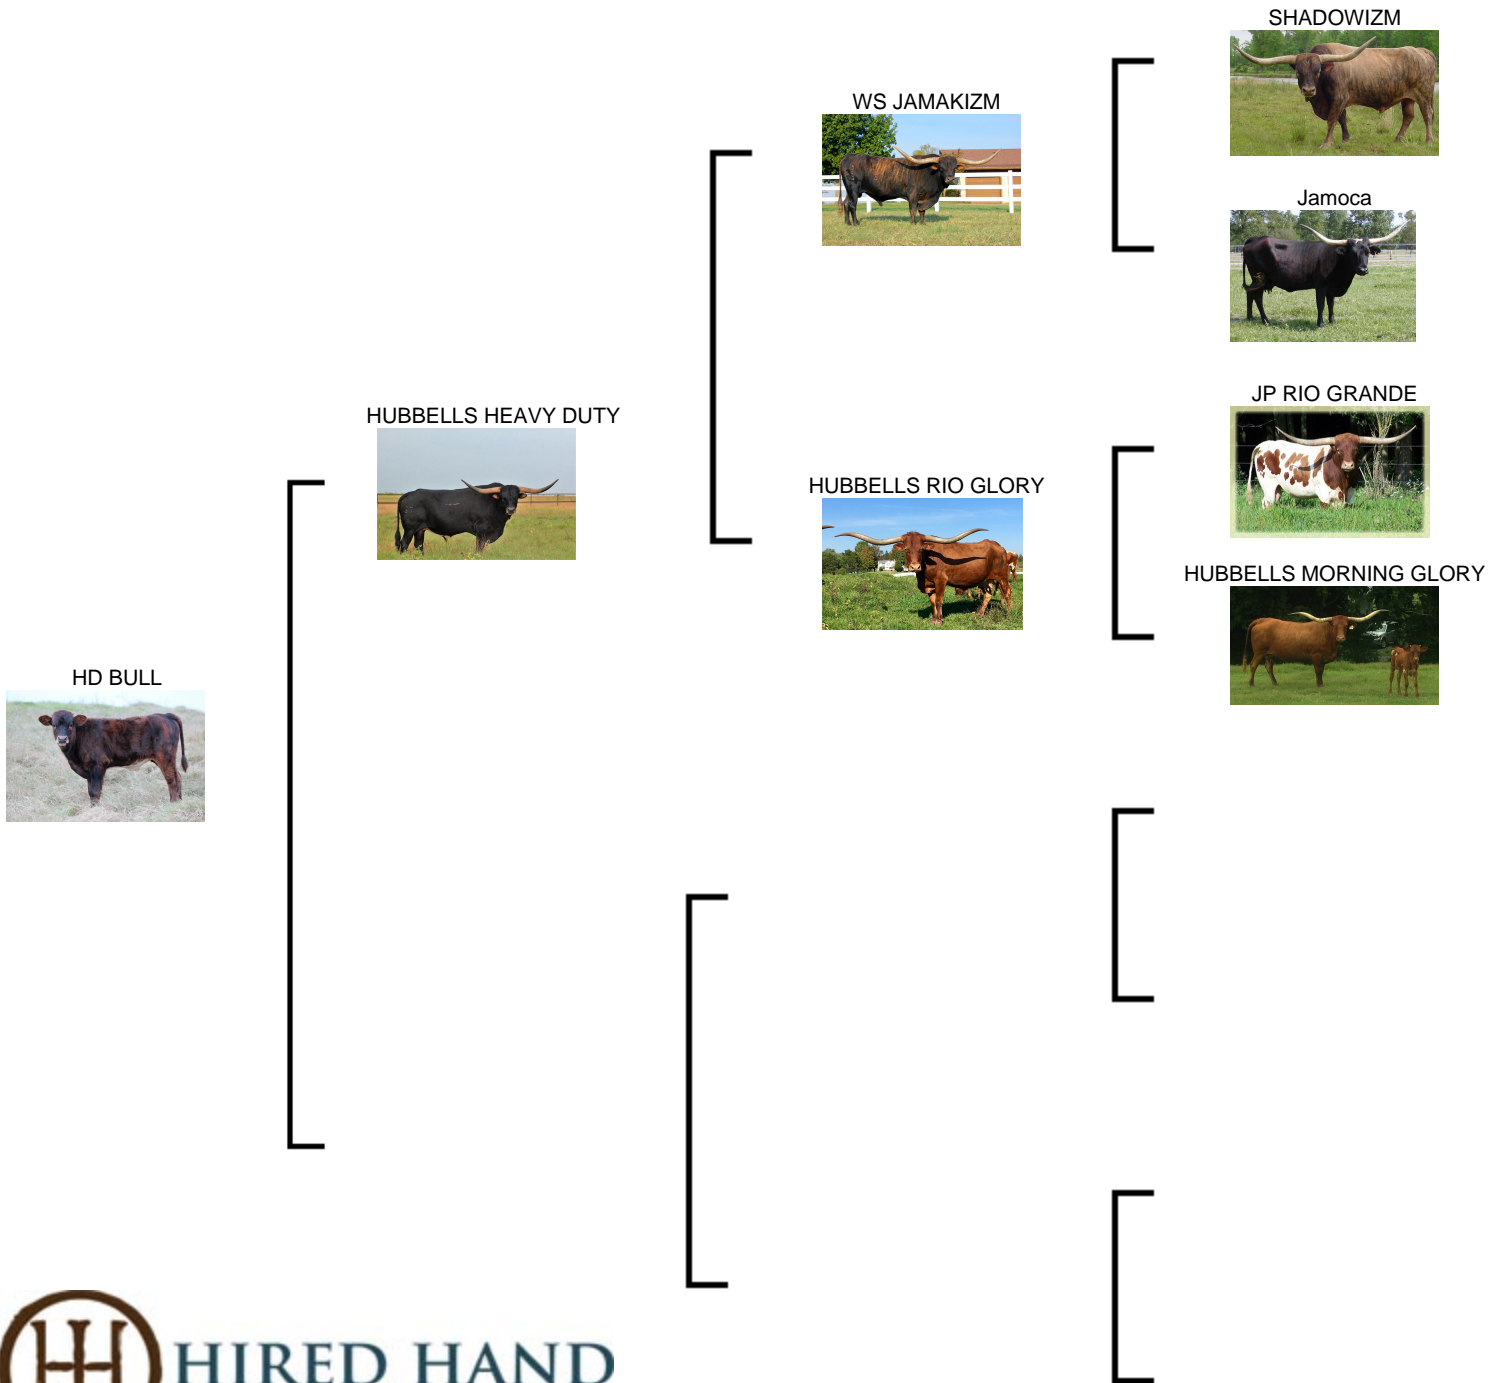 SHADOWIZM
WS JAMAKIZM
Jamoca
JP RIO GRANDE
HUBBELLS HEAVY DUTY
HUBBELLS RIO GLORY
HUBBELLS MORNING GLORY
HD BULL
HIRED HAND